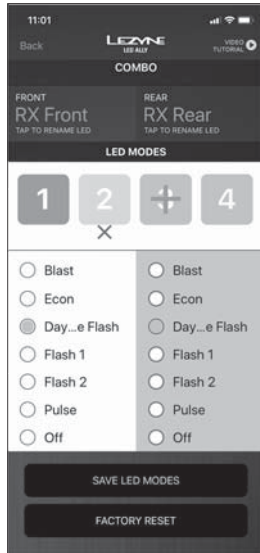 11:01
Back
LEZYNE
LED ALLY
VIDEO
TUTORIAL
COMBO
FRONT
RX Front
TAP TO RENAME LED
REAR
RX Rear
TAP TO RENAME LED
LED MODES
1 2 3 4
Blast Blast
Econ Econ
Day...e Flash Day...e Flash
Flash 1 Flash 1
Flash 2 Flash 2
Pulse Pulse
Off Off
SAVE LED MODES
FACTORY RESET